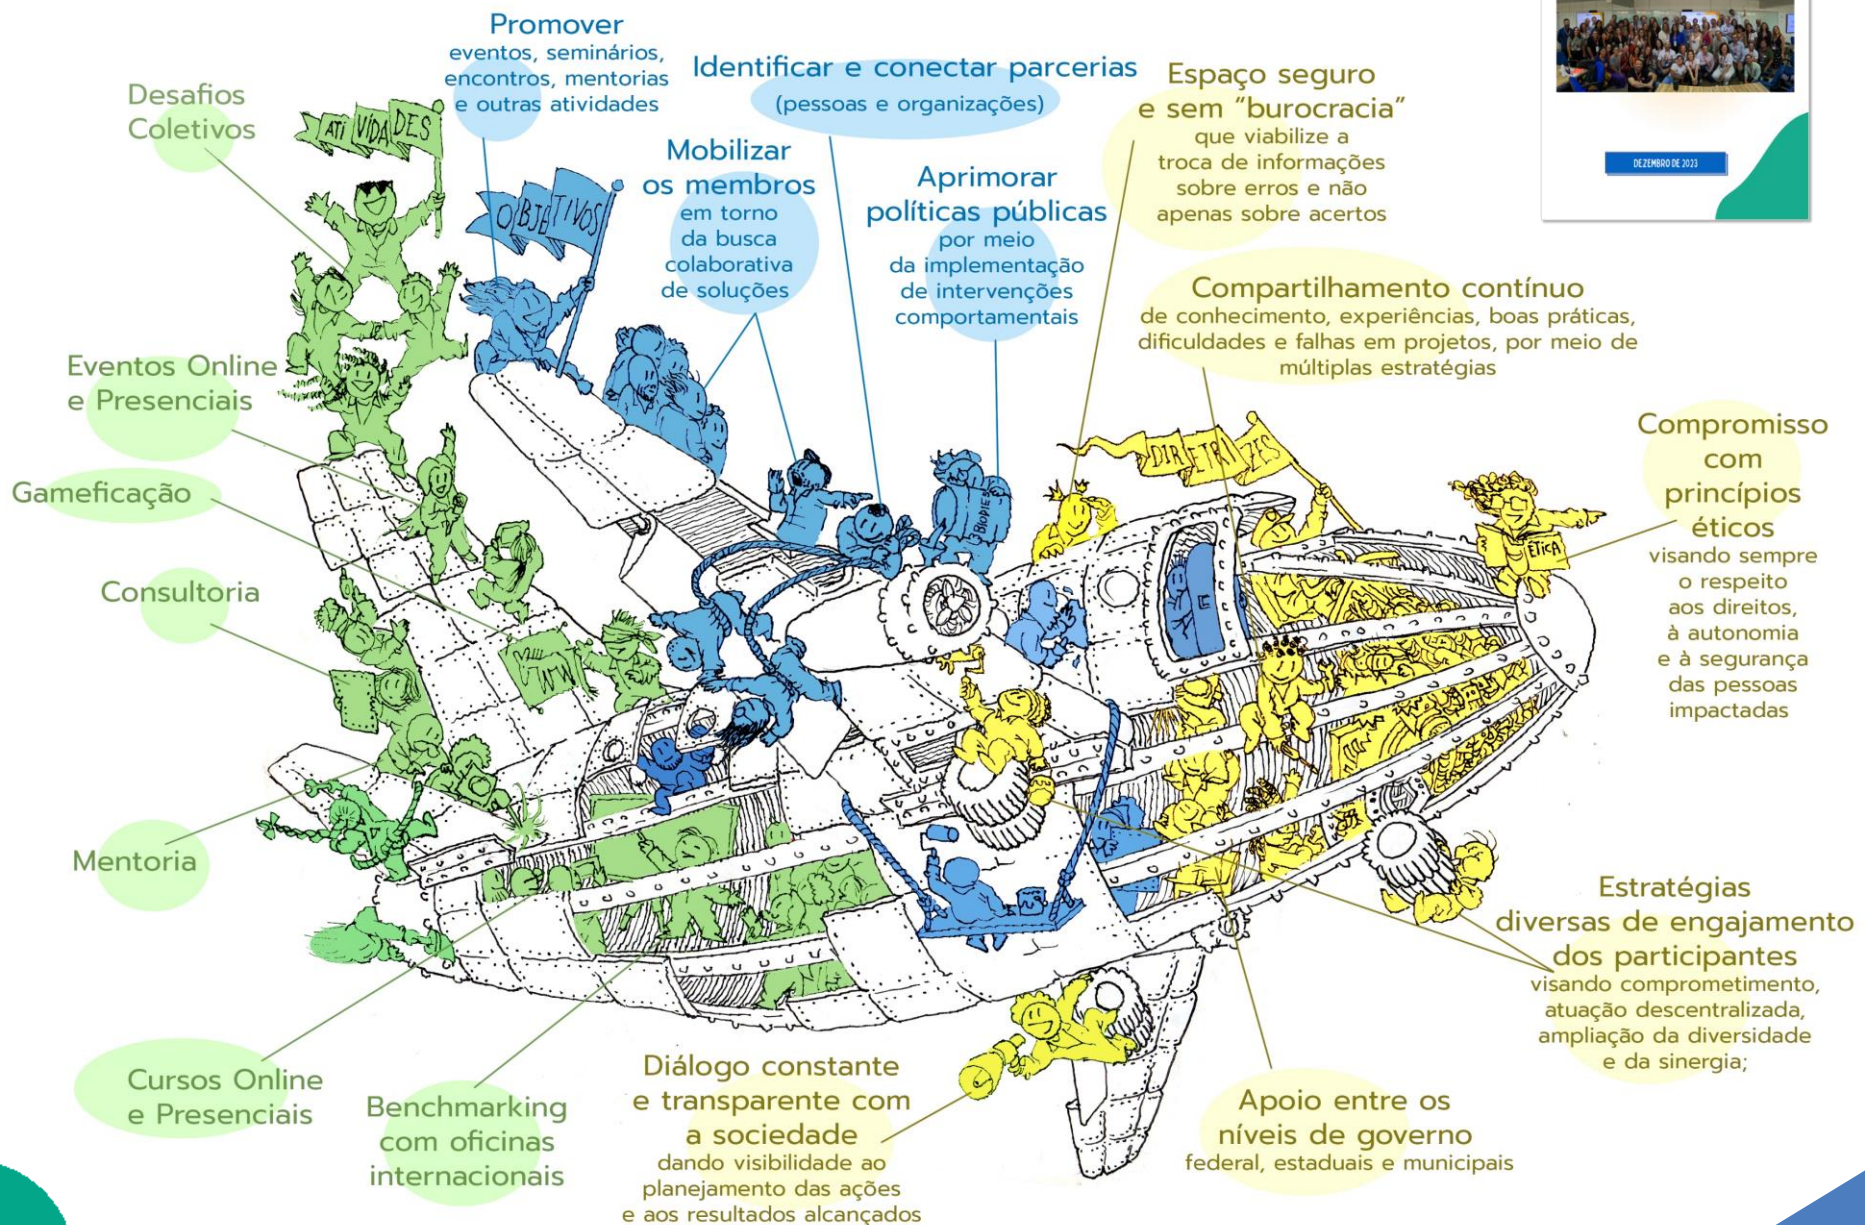 Promover
eventos, seminários,
encontros, mentorias
e outras atividades
Identificar e conectar parcerias
(pessoas e organizações)
Espaço seguro
e sem “burocracia”
que viabilize a
troca de informações
sobre erros e não
apenas sobre acertos
DEZEMBRO DE 2023
Desafios
Coletivos
ATIVIDADES
Mobilizar
os membros
em torno
da busca
colaborativa
de soluções
Aprimorar
políticas públicas
por meio
da implementação
de intervenções
comportamentais
OBJETIVOS
Compartilhamento contínuo
de conhecimento, experiências, boas práticas,
dificuldades e falhas em projetos, por meio de
múltiplas estratégias
Eventos Online
e Presenciais
DIRETRIZES
Compromisso
com
princípios
éticos
visando sempre
o respeito
aos direitos,
à autonomia
e à segurança
das pessoas
impactadas
ÉTICA
Gameficação
Consultoria
Mentoria
Estratégias
diversas de engajamento
dos participantes
visando comprometimento,
atuação descentralizada,
ampliação da diversidade
e da sinergia;
Cursos Online
e Presenciais
Benchmarking
com oficinas
internacionais
Diálogo constante
e transparente com
a sociedade
dando visibilidade ao
planejamento das ações
e aos resultados alcançados
Apoio entre os
níveis de governo
federal, estaduais e municipais